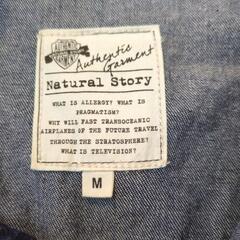 Authentic
Garment
Natural Story
WHAT IS ALLERGY? WHAT IS
PRAGMATISM?
WHY WILL FAST TRANSOCEANIC
AIRPLANES OF THE FUTURE TRAVEL
THROUGH THE STRATOSPHERE?
WHAT IS TELEVISION?
M